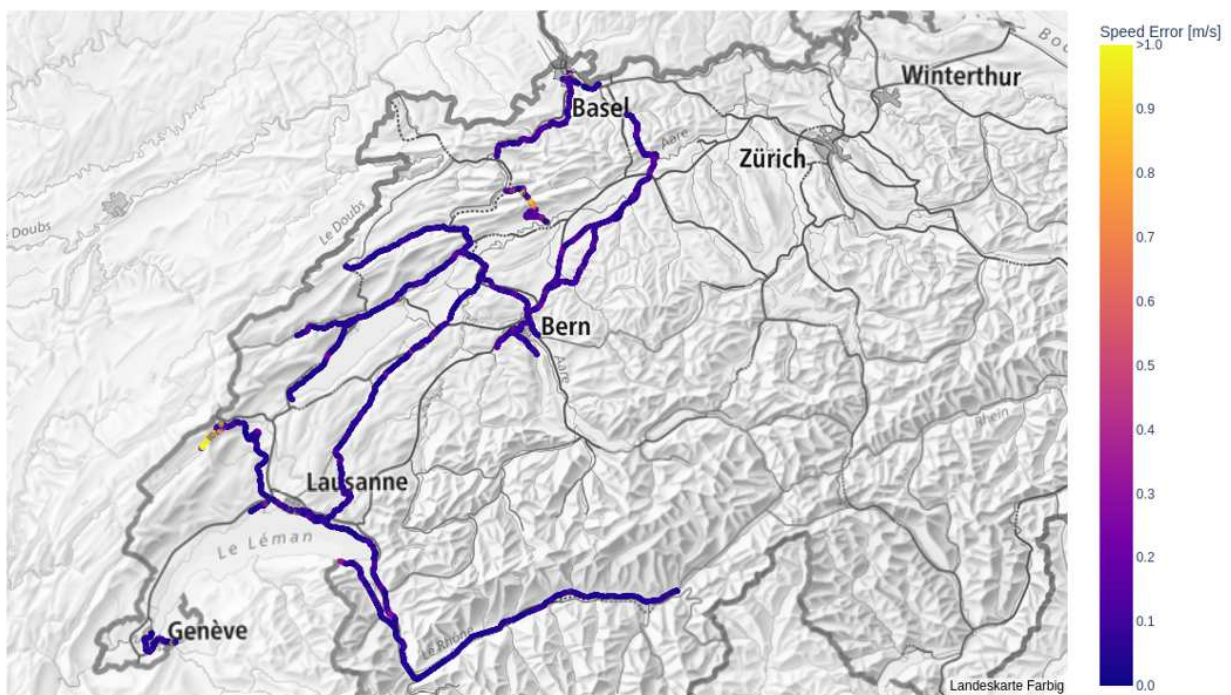 Speed Error [m/s]
>1.0
0.9
0.8
0.7
0.6
0.5
0.4
0.3
0.2
0.1
0.0
Winterthur
Basel
Aare
Zürich
Le Doubs
Le Doubs
Bern
Aare
Rhein
Lausanne
Le Léman
Genève
Le Rhône
Landeskarte Farbig